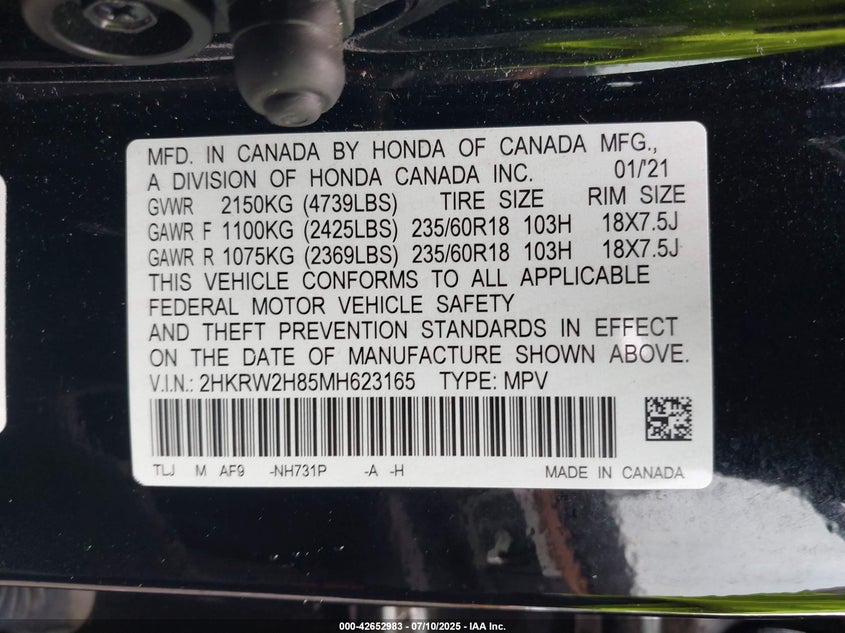 MFD. IN CANADA BY HONDA OF CANADA MFG.,
A DIVISION OF HONDA CANADA INC. 01/'21
GVWR 2150KG (4739LBS) TIRE SIZE RIM SIZE
GAWR F 1100KG (2425LBS) 235/60R18 103H 18X7.5J
GAWR R 1075KG (2369LBS) 235/60R18 103H 18X7.5J
THIS VEHICLE CONFORMS TO ALL APPLICABLE
FEDERAL MOTOR VEHICLE SAFETY
AND THEFT PREVENTION STANDARDS IN EFFECT
ON THE DATE OF MANUFACTURE SHOWN ABOVE.
V.I.N.: 2HKRW2H85MH623165 TYPE: MPV
TLJ M AF9 -NH731P -A -H MADE IN CANADA
000-42652983 - 07/10/2025 - IAA Inc.